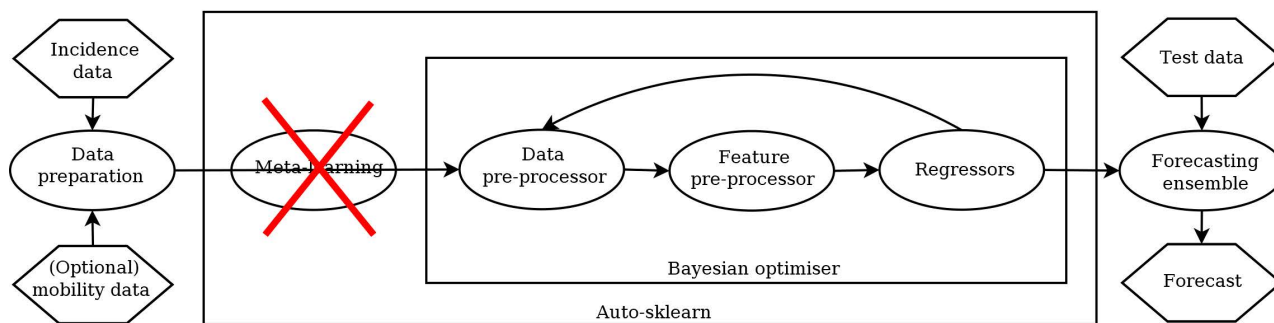 Incidence
data
Data
preparation
(Optional)
mobility data
Meta-learning
Data
pre-processor
Feature
pre-processor
Regressors
Bayesian optimiser
Auto-sklearn
Test data
Forecasting
ensemble
Forecast